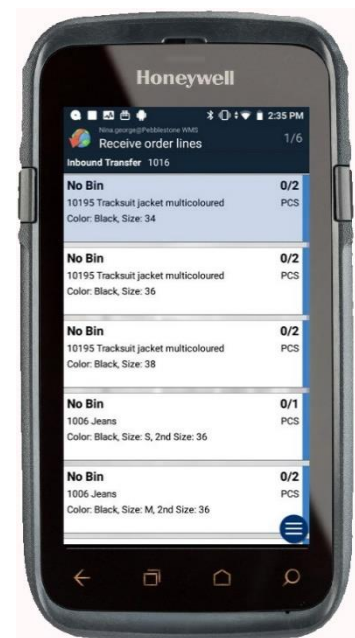 Honeywell
2:35 PM
Nina.george@Pebblestone WMS
Receive order lines 1/6
Inbound Transfer 1016
No Bin 0/2
10195 Tracksuit jacket multicoloured PCS
Color: Black, Size: 34
No Bin 0/2
10195 Tracksuit jacket multicoloured PCS
Color: Black, Size: 36
No Bin 0/2
10195 Tracksuit jacket multicoloured PCS
Color: Black, Size: 38
No Bin 0/1
1006 Jeans PCS
Color: Black, Size: S, 2nd Size: 36
No Bin 0/2
1006 Jeans PCS
Color: Black, Size: M, 2nd Size: 36